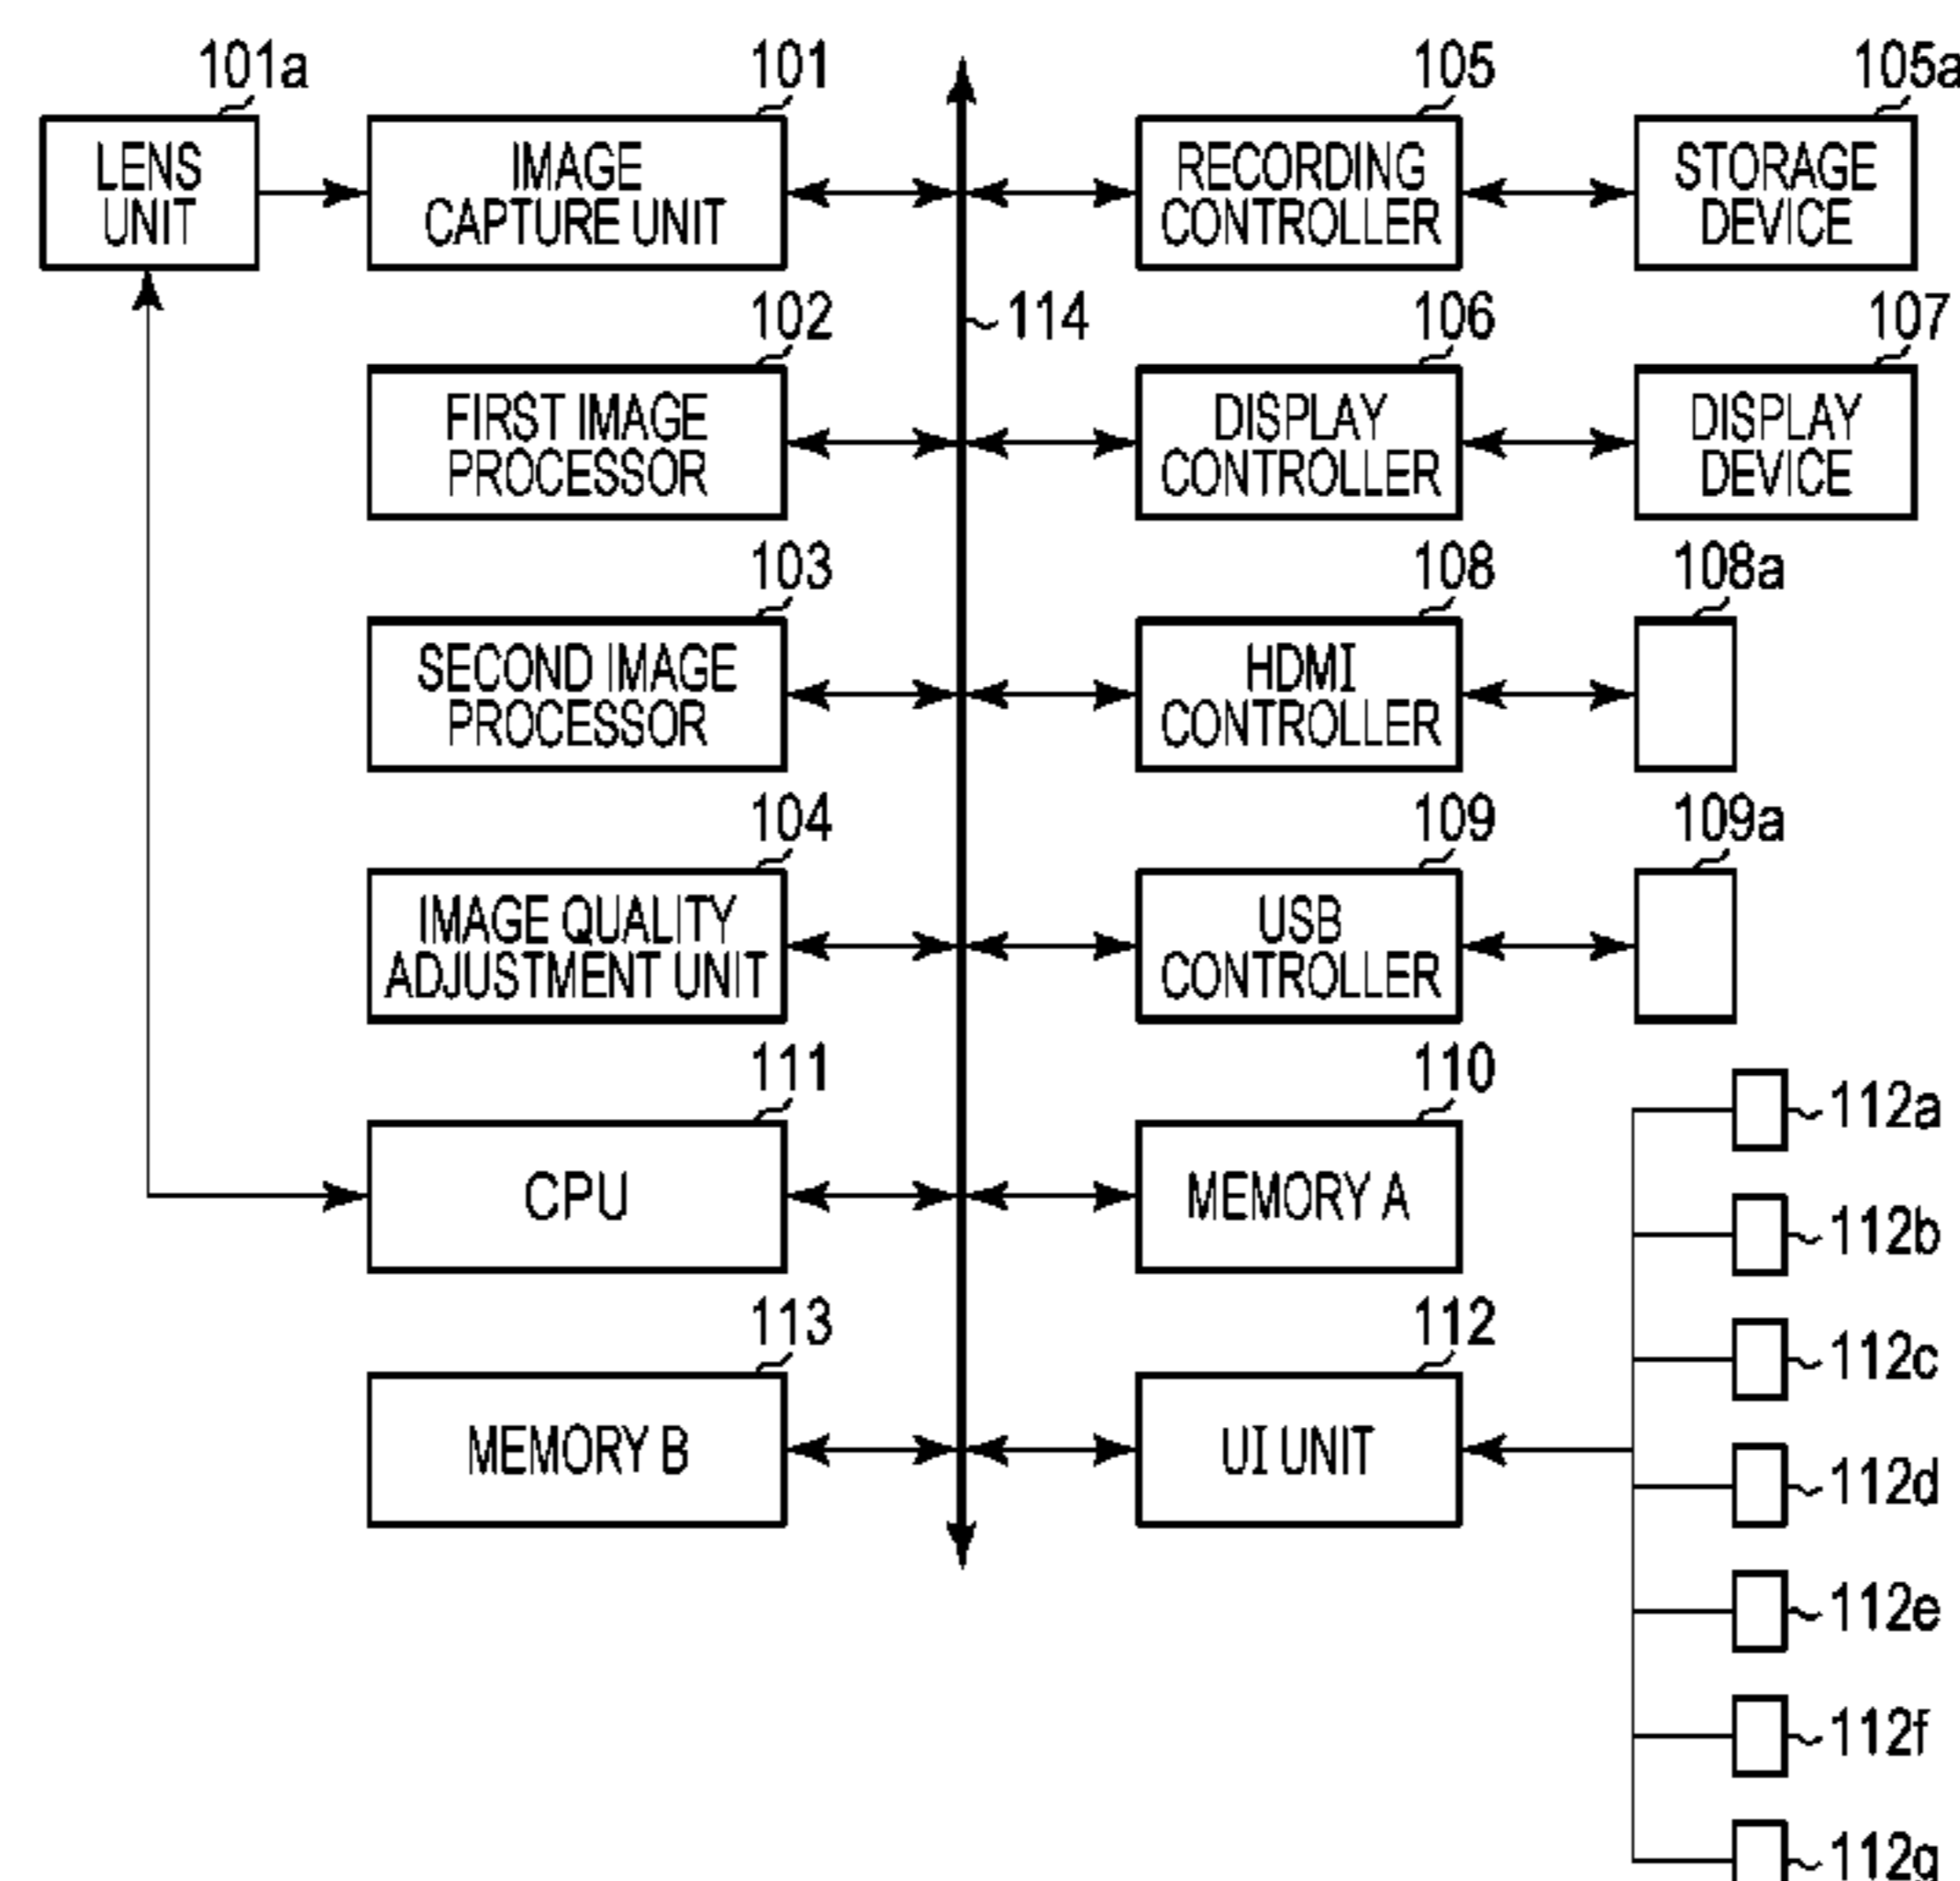 101a
101
105
105a
LENS
UNIT
IMAGE
CAPTURE UNIT
RECORDING
CONTROLLER
STORAGE
DEVICE
114
102
106
107
FIRST IMAGE
PROCESSOR
DISPLAY
CONTROLLER
DISPLAY
DEVICE
103
108
108a
SECOND IMAGE
PROCESSOR
HDMI
CONTROLLER
104
109
109a
IMAGE QUALITY
ADJUSTMENT UNIT
USB
CONTROLLER
111
110
112a
CPU
MEMORY A
112b
113
112
112c
MEMORY B
UI UNIT
112d
112e
112f
112g